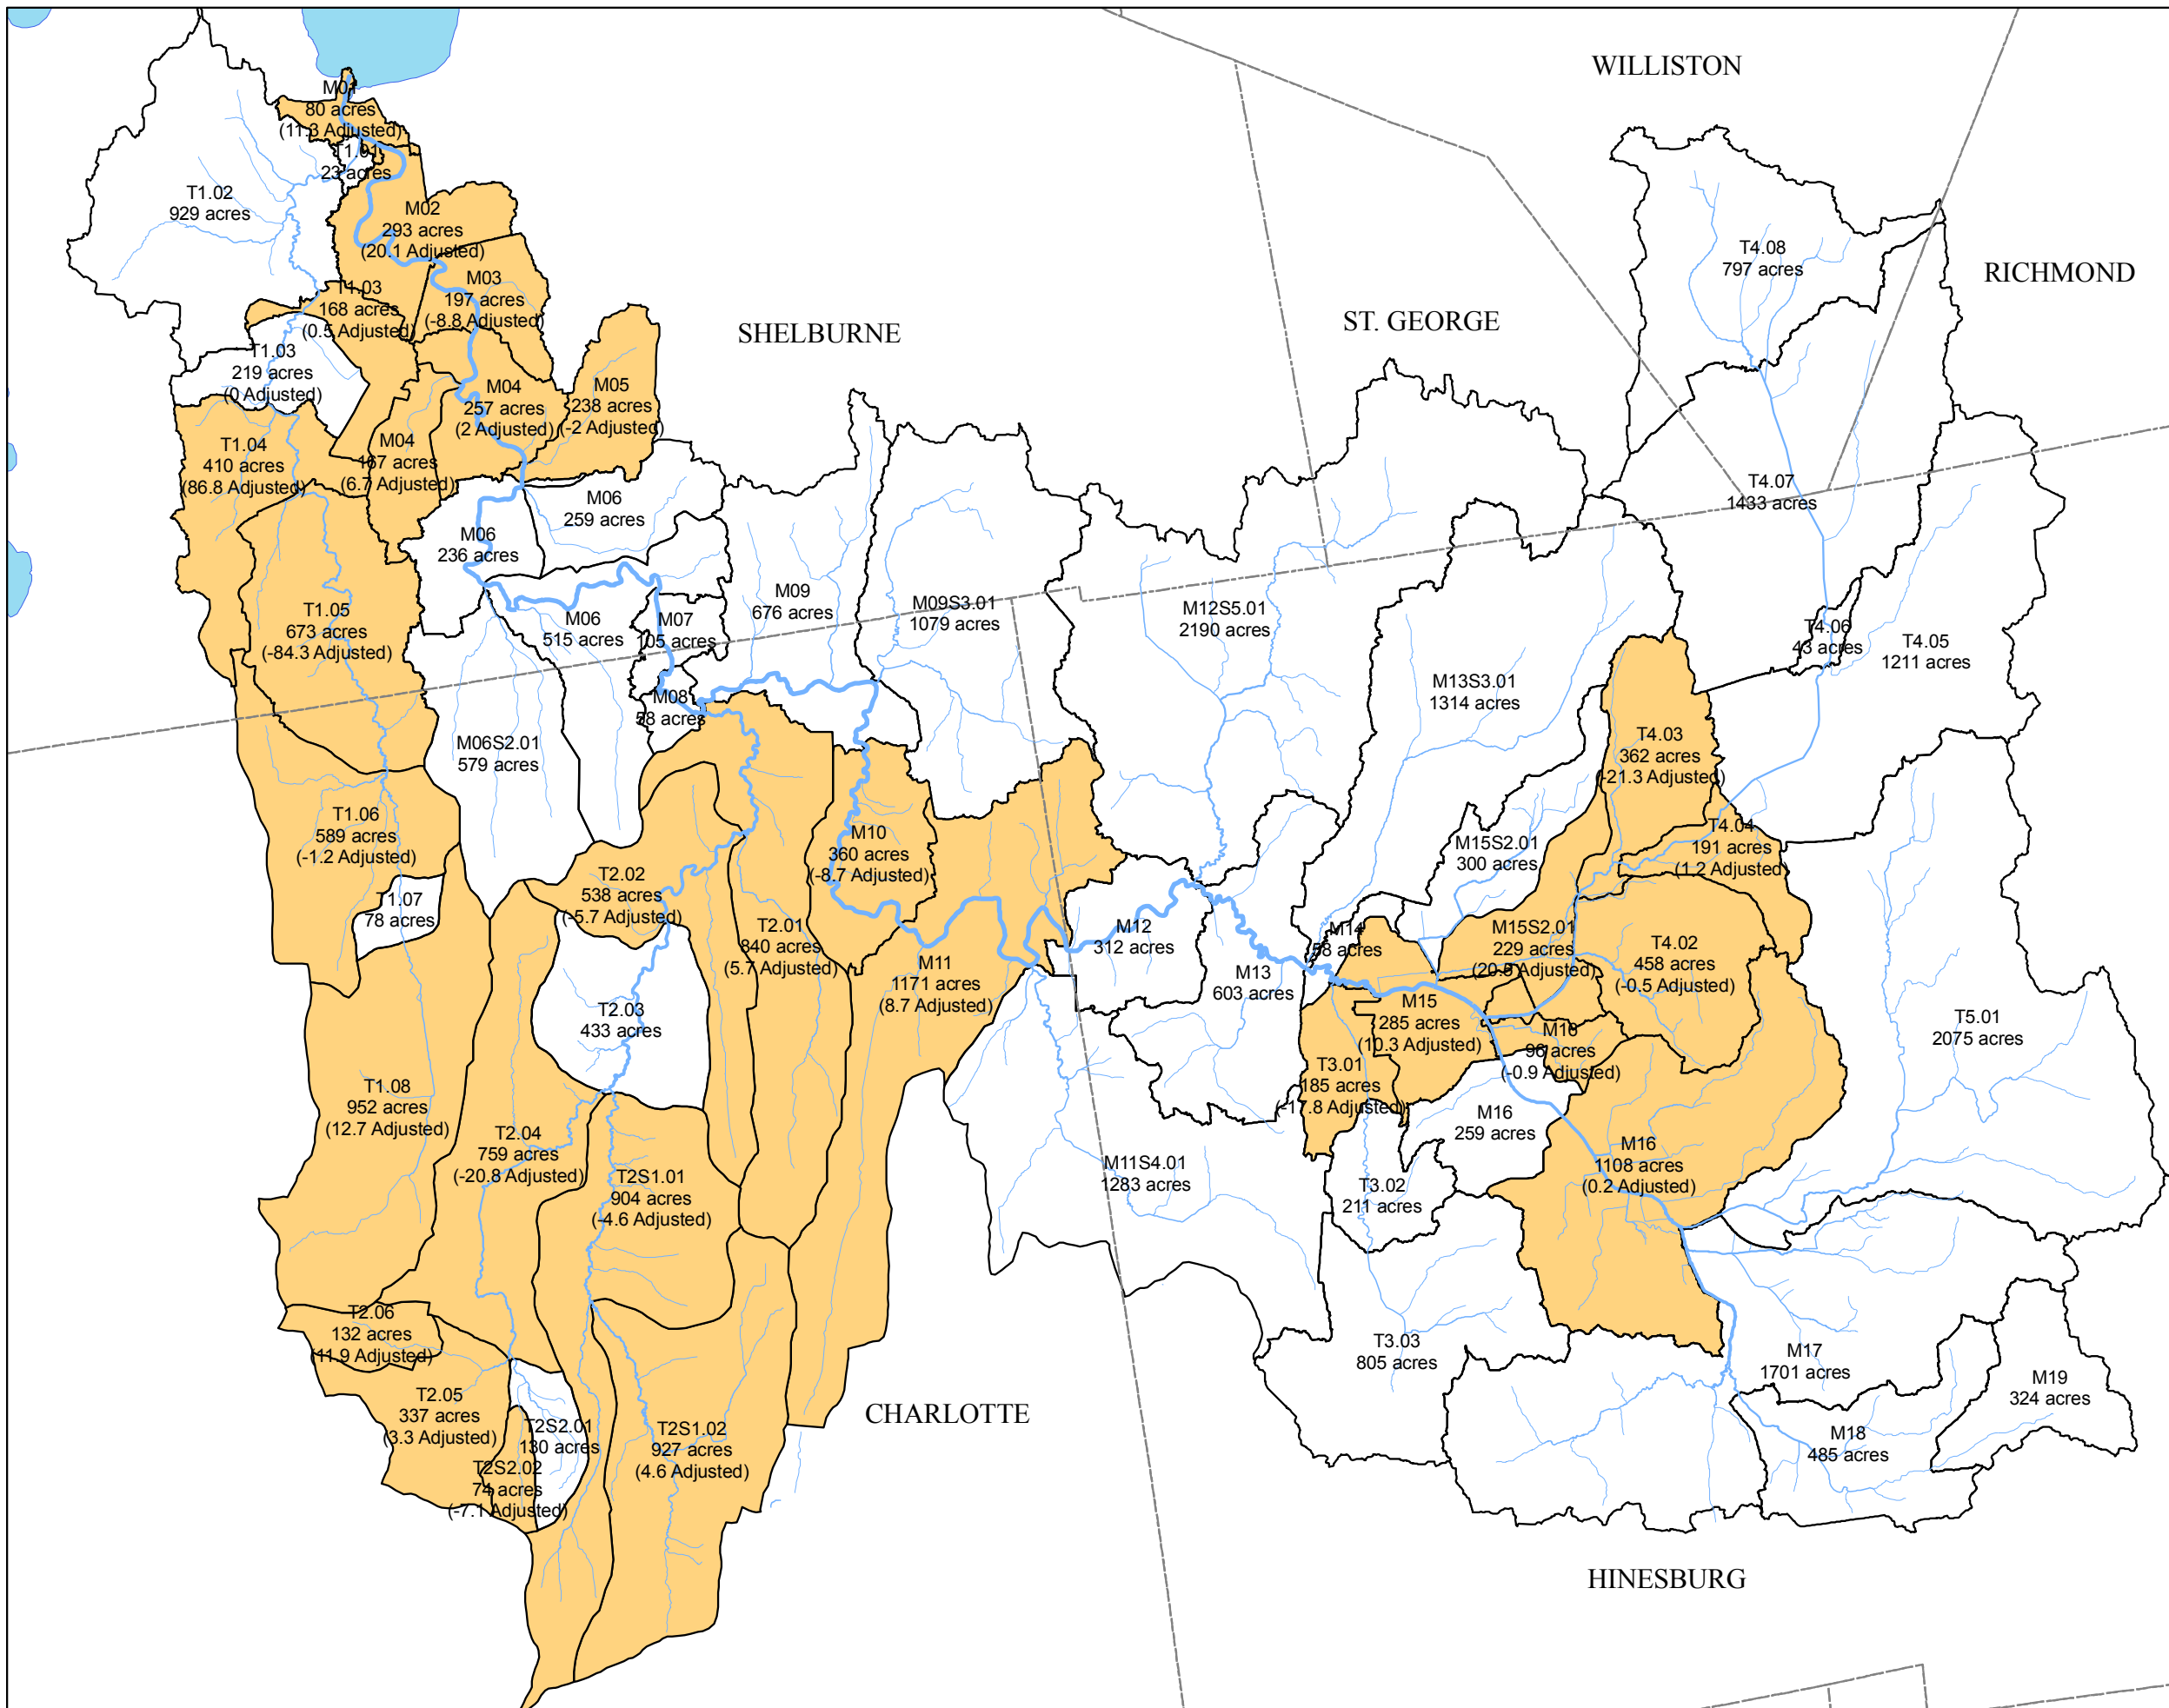 WILLISTON
M01
80 acres
(11.3 Adjusted)
T1.01
23 acres
T1.02
929 acres
M02
293 acres
(20.1 Adjusted)
T4.08
797 acres
RICHMOND
M03
197 acres
(-8.8 Adjusted)
T1.03
168 acres
(0.5 Adjusted)
SHELBURNE
ST. GEORGE
T1.03
219 acres
(0 Adjusted)
M04
257 acres
(2 Adjusted)
M05
238 acres
(-2 Adjusted)
T1.04
410 acres
(86.8 Adjusted)
M04
167 acres
(6.7 Adjusted)
T4.07
1433 acres
M06
259 acres
M06
236 acres
T1.05
673 acres
(-84.3 Adjusted)
M06
515 acres
M07
105 acres
M09
676 acres
M09S3.01
1079 acres
M12S5.01
2190 acres
T4.06
43 acres
T4.05
1211 acres
M13S3.01
1314 acres
M08
58 acres
M06S2.01
579 acres
T4.03
362 acres
(-21.3 Adjusted)
T1.06
589 acres
(-1.2 Adjusted)
M10
360 acres
(-8.7 Adjusted)
M15S2.01
300 acres
T4.04
191 acres
(1.2 Adjusted)
T1.07
78 acres
T2.02
538 acres
(-5.7 Adjusted)
T2.01
840 acres
(5.7 Adjusted)
M12
312 acres
M14
58 acres
M15S2.01
229 acres
(20.5 Adjusted)
T4.02
458 acres
(-0.5 Adjusted)
M11
1171 acres
(8.7 Adjusted)
M13
603 acres
T2.03
433 acres
M15
285 acres
(10.3 Adjusted)
M16
96 acres
(-0.9 Adjusted)
T5.01
2075 acres
T3.01
185 acres
(-17.8 Adjusted)
T1.08
952 acres
(12.7 Adjusted)
M16
259 acres
T2.04
759 acres
(-20.8 Adjusted)
T2S1.01
904 acres
(-4.6 Adjusted)
M11S4.01
1283 acres
T3.02
211 acres
M16
1108 acres
(0.2 Adjusted)
T2.06
132 acres
(11.9 Adjusted)
T3.03
805 acres
M17
1701 acres
M19
324 acres
T2.05
337 acres
(3.3 Adjusted)
T2S2.01
130 acres
T2S1.02
927 acres
(4.6 Adjusted)
CHARLOTTE
M18
485 acres
T2S2.02
74 acres
(-7.1 Adjusted)
HINESBURG